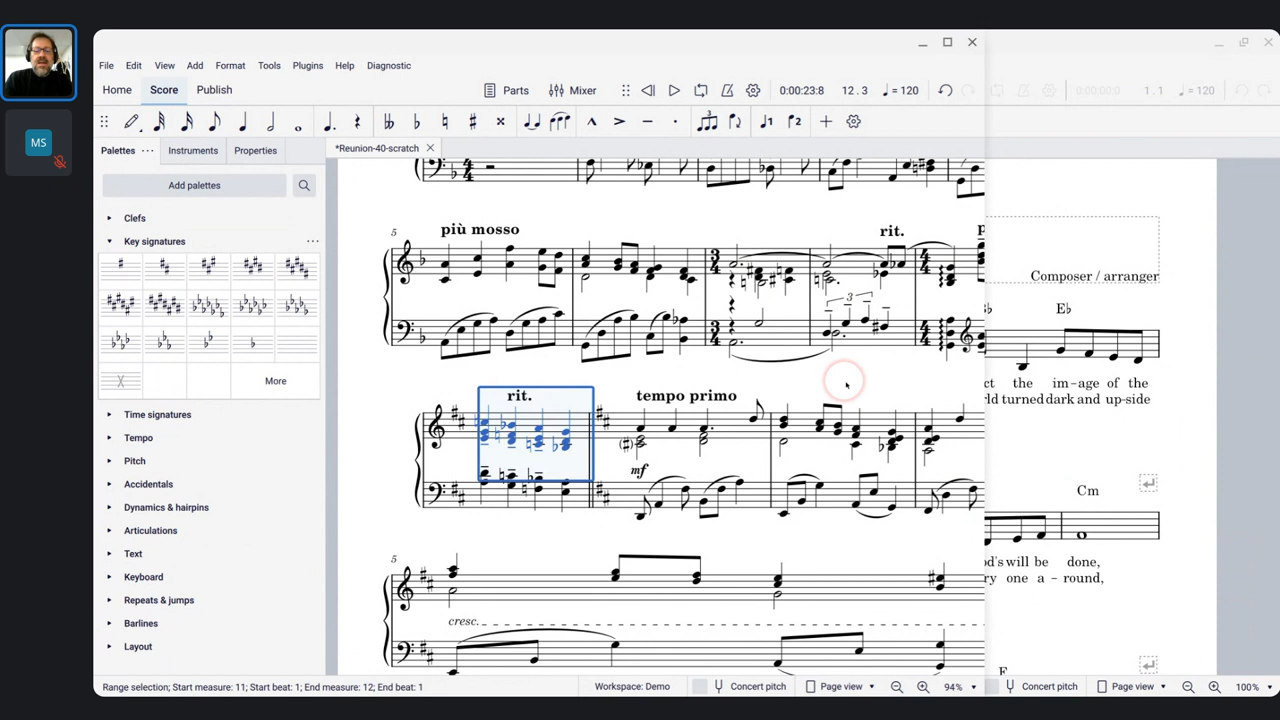 MS
File Edit View Add Format Tools Plugins Help Diagnostic
Home Score Publish Parts Mixer 0:00:23:8 12 . 3 = 120 0:00:00:0 1 . 1 = 120
Palettes Instruments Properties *Reunion-40-scratch
Add palettes
Clefs
Key signatures
More
Time signatures
Tempo
Pitch
Accidentals
Dynamics & hairpins
Articulations
Text
Keyboard
Repeats & jumps
Barlines
Layout
5 più mosso rit. p
3
rit. tempo primo
mf
5
cresc.
Composer / arranger
Eb
ct the im-age of the
rld turned dark and up-side
Cm
od's will be done,
ry one a-round,
F
Range selection; Start measure: 11; Start beat: 1; End measure: 12; End beat: 1 Workspace: Demo Concert pitch Page view 94% Concert pitch Page view 100%